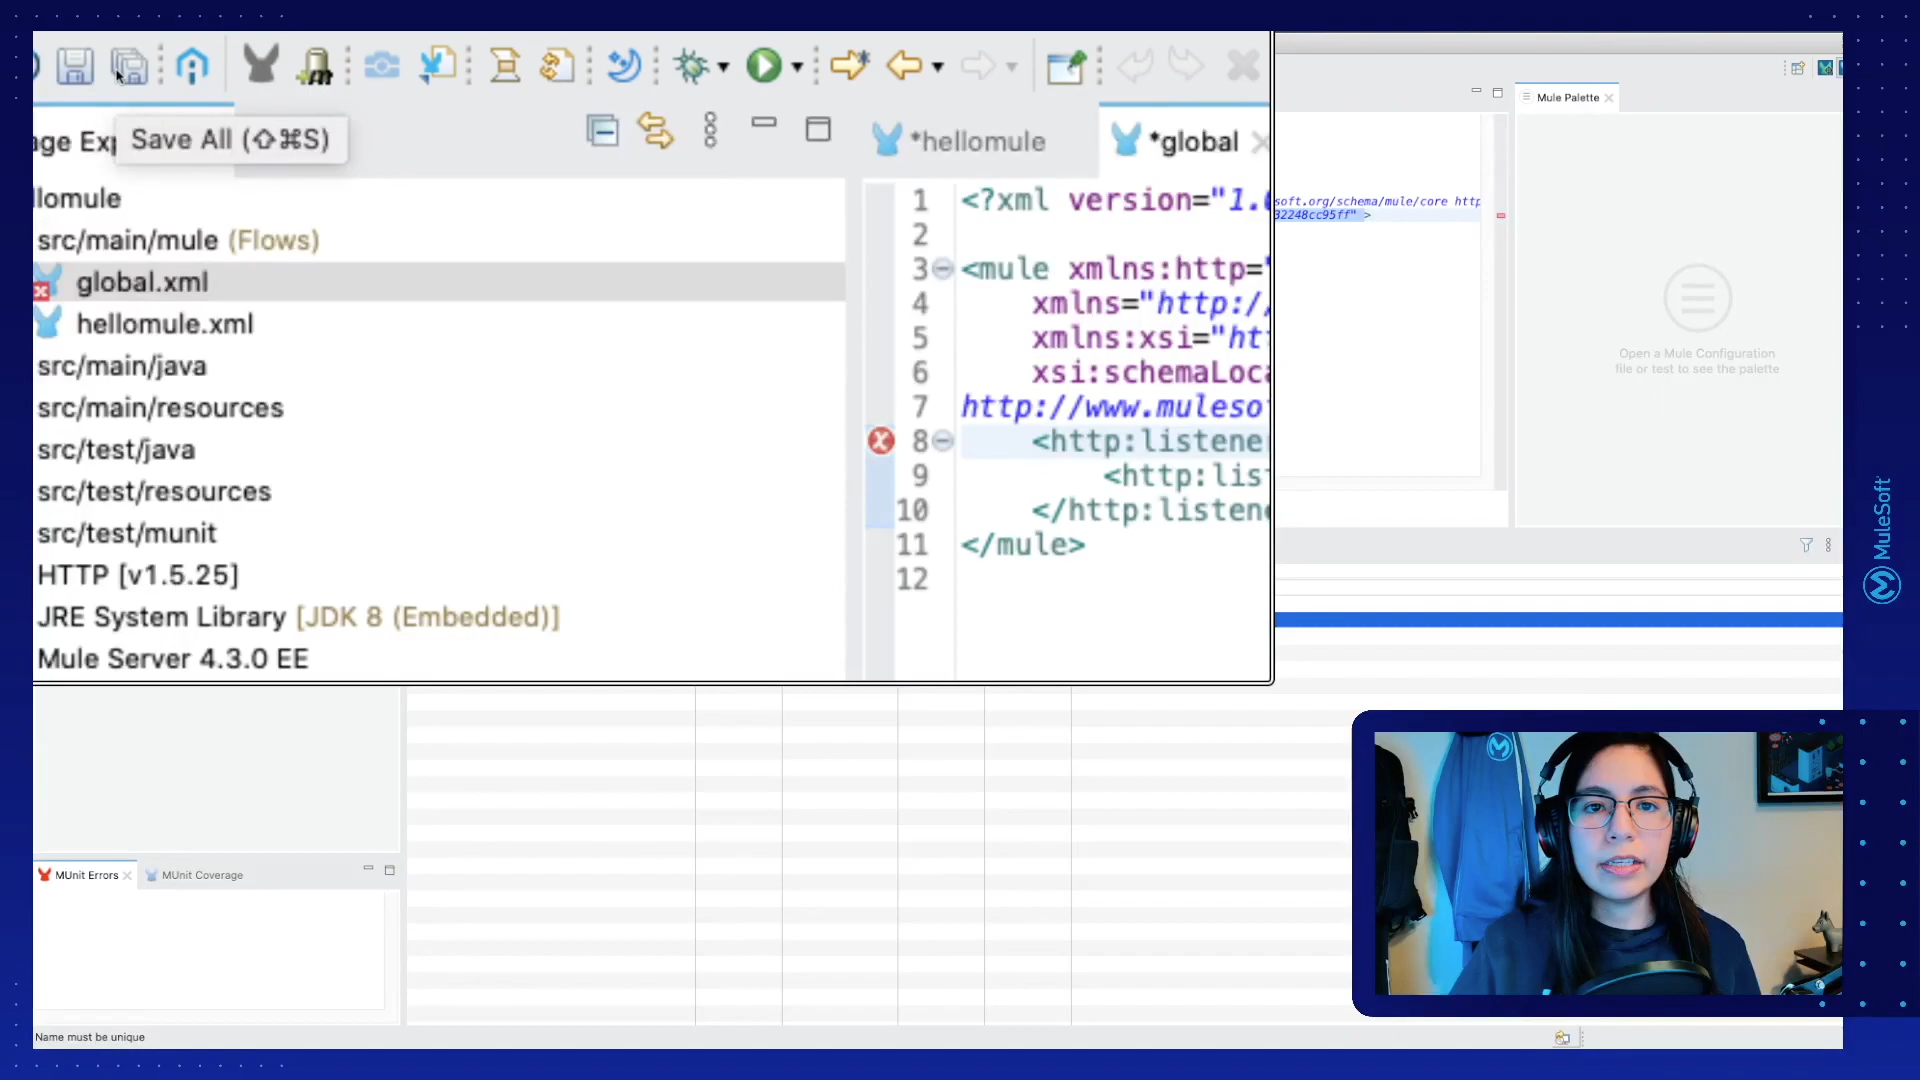 Save All (⇧⌘S)
*hellomule
*global
Mule Palette
llomule
src/main/mule (Flows)
global.xml
hellomule.xml
src/main/java
src/main/resources
src/test/java
src/test/resources
src/test/munit
HTTP [v1.5.25]
JRE System Library [JDK 8 (Embedded)]
Mule Server 4.3.0 EE
1 <?xml version="1.
2
3 <mule xmlns:http=
4 xmlns="http:/
5 xmlns:xsi="ht
6 xsi:schemaLoc
7 http://www.muleso
8 <http:listene
9 <http:lis
10 </http:listen
11 </mule>
12
soft.org/schema/mule/core http
32248cc95ff" >
Open a Mule Configuration
file or test to see the palette
MuleSoft
MUnit Errors
MUnit Coverage
Name must be unique